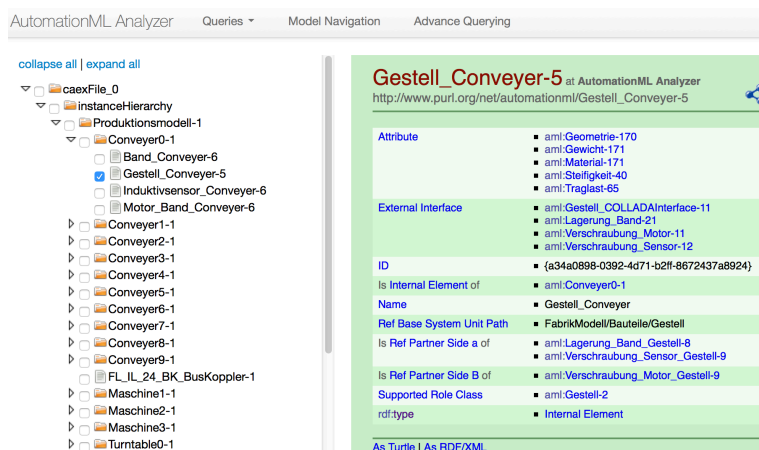 AutomationML Analyzer Queries Model Navigation Advance Querying
collapse all | expand all
caexFile_0
instanceHierarchy
Produktionsmodell-1
Conveyer0-1
Band_Conveyer-6
Gestell_Conveyer-5
Induktivsensor_Conveyer-6
Motor_Band_Conveyer-6
Conveyer1-1
Conveyer2-1
Conveyer3-1
Conveyer4-1
Conveyer5-1
Conveyer6-1
Conveyer7-1
Conveyer8-1
Conveyer9-1
FL_IL_24_BK_BusKoppler-1
Maschine1-1
Maschine2-1
Maschine3-1
Turntable0-1
Gestell_Conveyer-5 at AutomationML Analyzer
http://www.purl.org/net/automationml/Gestell_Conveyer-5
Attribute
aml:Geometrie-170
aml:Gewicht-171
aml:Material-171
aml:Steifigkeit-40
aml:Traglast-65
External Interface
aml:Gestell_COLLADAInterface-11
aml:Lagerung_Band-21
aml:Verschraubung_Motor-11
aml:Verschraubung_Sensor-12
ID
{a34a0898-0392-4d71-b2ff-8672437a8924}
Is Internal Element of
aml:Conveyer0-1
Name
Gestell_Conveyer
Ref Base System Unit Path
FabrikModell/Bauteile/Gestell
Is Ref Partner Side a of
aml:Lagerung_Band_Gestell-8
aml:Verschraubung_Sensor_Gestell-9
Is Ref Partner Side B of
aml:Verschraubung_Motor_Gestell-9
Supported Role Class
aml:Gestell-2
rdf:type
Internal Element
As Turtle | As RDF/XML